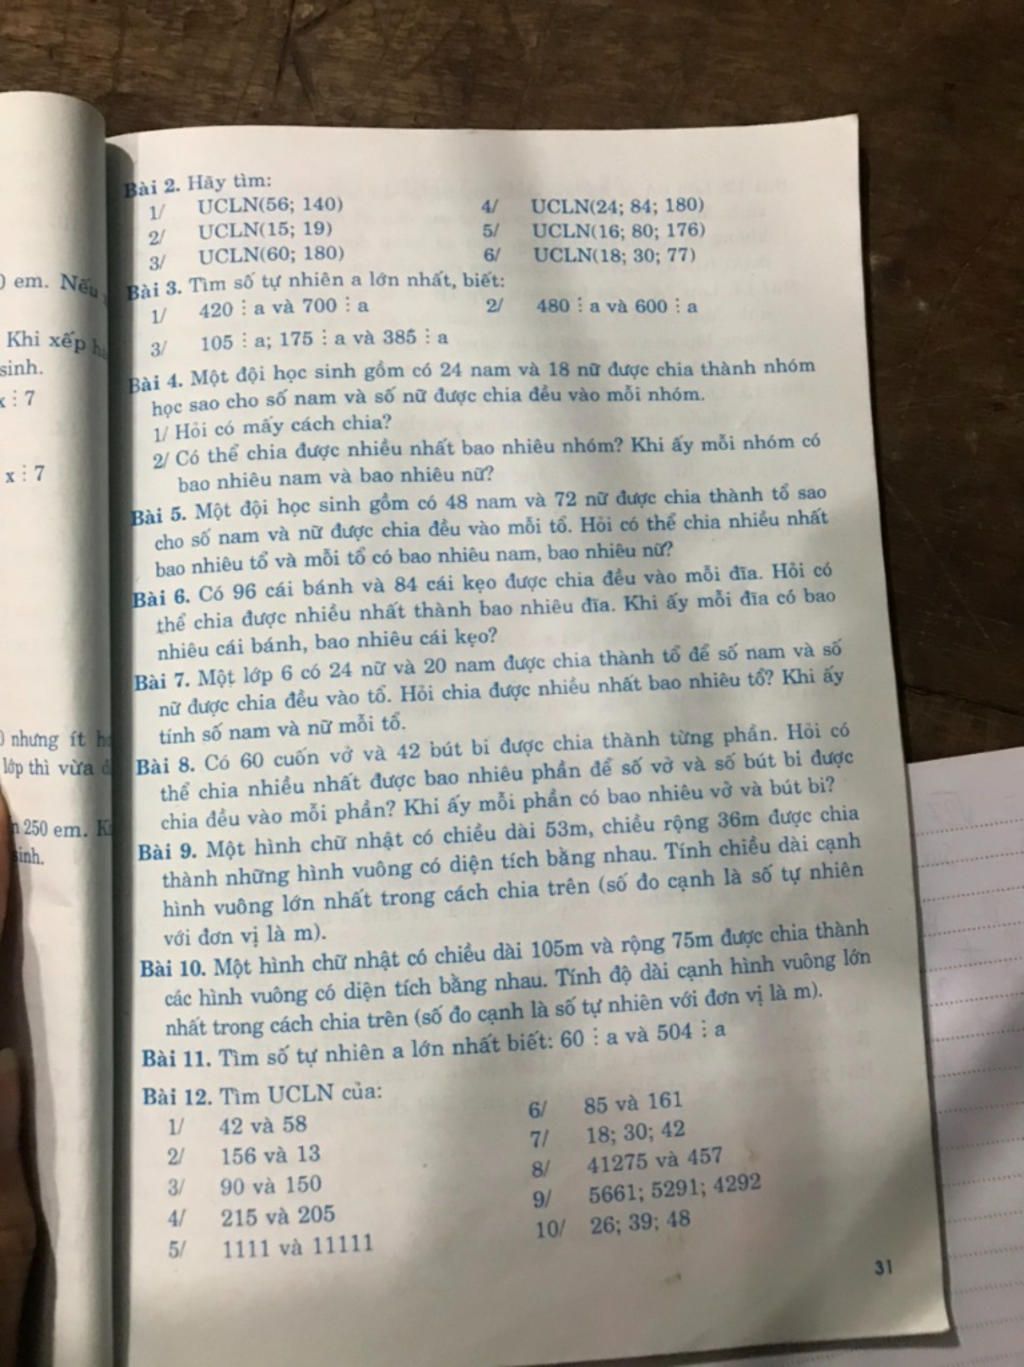 ) em. Nếu
Khi xếp
sinh.
x ⋮ 7
x ⋮ 7
) nhưng ít
lớp thì vừa
250 em.
sinh.
Bài 2. Hãy tìm:
1/ UCLN(56; 140)
2/ UCLN(15; 19)
3/ UCLN(60; 180)
4/ UCLN(24; 84; 180)
5/ UCLN(16; 80; 176)
6/ UCLN(18; 30; 77)
Bài 3. Tìm số tự nhiên a lớn nhất, biết:
1/ 420 ⋮ a và 700 ⋮ a
2/ 480 ⋮ a và 600 ⋮ a
3/ 105 ⋮ a; 175 ⋮ a và 385 ⋮ a
Bài 4. Một đội học sinh gồm có 24 nam và 18 nữ được chia thành nhóm
học sao cho số nam và số nữ được chia đều vào mỗi nhóm.
1/ Hỏi có mấy cách chia?
2/ Có thể chia được nhiều nhất bao nhiêu nhóm? Khi ấy mỗi nhóm có
bao nhiêu nam và bao nhiêu nữ?
Bài 5. Một đội học sinh gồm có 48 nam và 72 nữ được chia thành tổ sao
cho số nam và nữ được chia đều vào mỗi tổ. Hỏi có thể chia nhiều nhất
bao nhiêu tổ và mỗi tổ có bao nhiêu nam, bao nhiêu nữ?
Bài 6. Có 96 cái bánh và 84 cái kẹo được chia đều vào mỗi đĩa. Hỏi có
thể chia được nhiều nhất thành bao nhiêu đĩa. Khi ấy mỗi đĩa có bao
nhiêu cái bánh, bao nhiêu cái kẹo?
Bài 7. Một lớp 6 có 24 nữ và 20 nam được chia thành tổ để số nam và số
nữ được chia đều vào tổ. Hỏi chia được nhiều nhất bao nhiêu tổ? Khi ấy
tính số nam và nữ mỗi tổ.
Bài 8. Có 60 cuốn vở và 42 bút bi được chia thành từng phần. Hỏi có
thể chia nhiều nhất được bao nhiêu phần để số vở và số bút bi được
chia đều vào mỗi phần? Khi ấy mỗi phần có bao nhiêu vở và bút bi?
Bài 9. Một hình chữ nhật có chiều dài 53m, chiều rộng 36m được chia
thành những hình vuông có diện tích bằng nhau. Tính chiều dài cạnh
hình vuông lớn nhất trong cách chia trên (số đo cạnh là số tự nhiên
với đơn vị là m).
Bài 10. Một hình chữ nhật có chiều dài 105m và rộng 75m được chia thành
các hình vuông có diện tích bằng nhau. Tính độ dài cạnh hình vuông lớn
nhất trong cách chia trên (số đo cạnh là số tự nhiên với đơn vị là m).
Bài 11. Tìm số tự nhiên a lớn nhất biết: 60 ⋮ a và 504 ⋮ a
Bài 12. Tìm UCLN của:
1/ 42 và 58
2/ 156 và 13
3/ 90 và 150
4/ 215 và 205
5/ 1111 và 11111
6/ 85 và 161
7/ 18; 30; 42
8/ 41275 và 457
9/ 5661; 5291; 4292
10/ 26; 39; 48
31